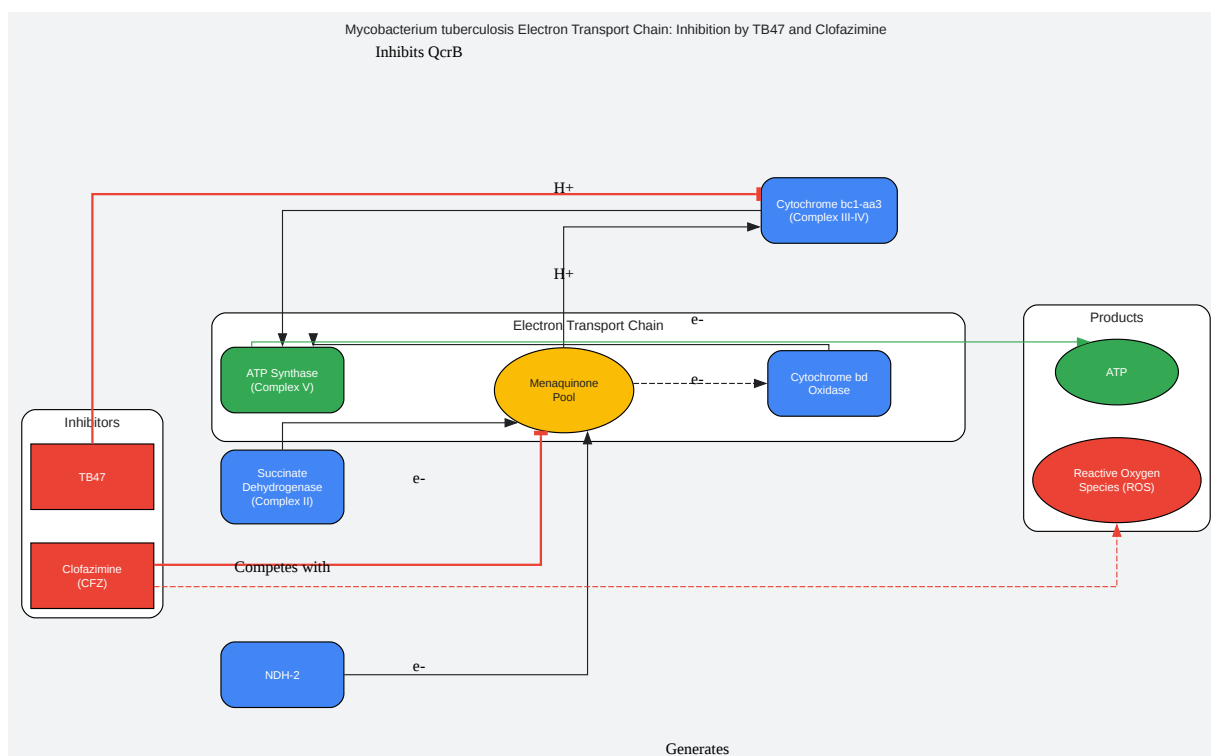 Mycobacterium tuberculosis Electron Transport Chain: Inhibition by TB47 and Clofazimine
Inhibits QcrB
H+
Cytochrome bc1-aa3
(Complex III-IV)
H+
Electron Transport Chain
e-
Products
ATP Synthase
(Complex V)
Menaquinone
Pool
e-
Cytochrome bd
Oxidase
ATP
Inhibitors
TB47
Succinate
Dehydrogenase
(Complex II)
e-
Reactive Oxygen
Species (ROS)
Clofazimine
(CFZ)
Competes with
NDH-2
e-
Generates